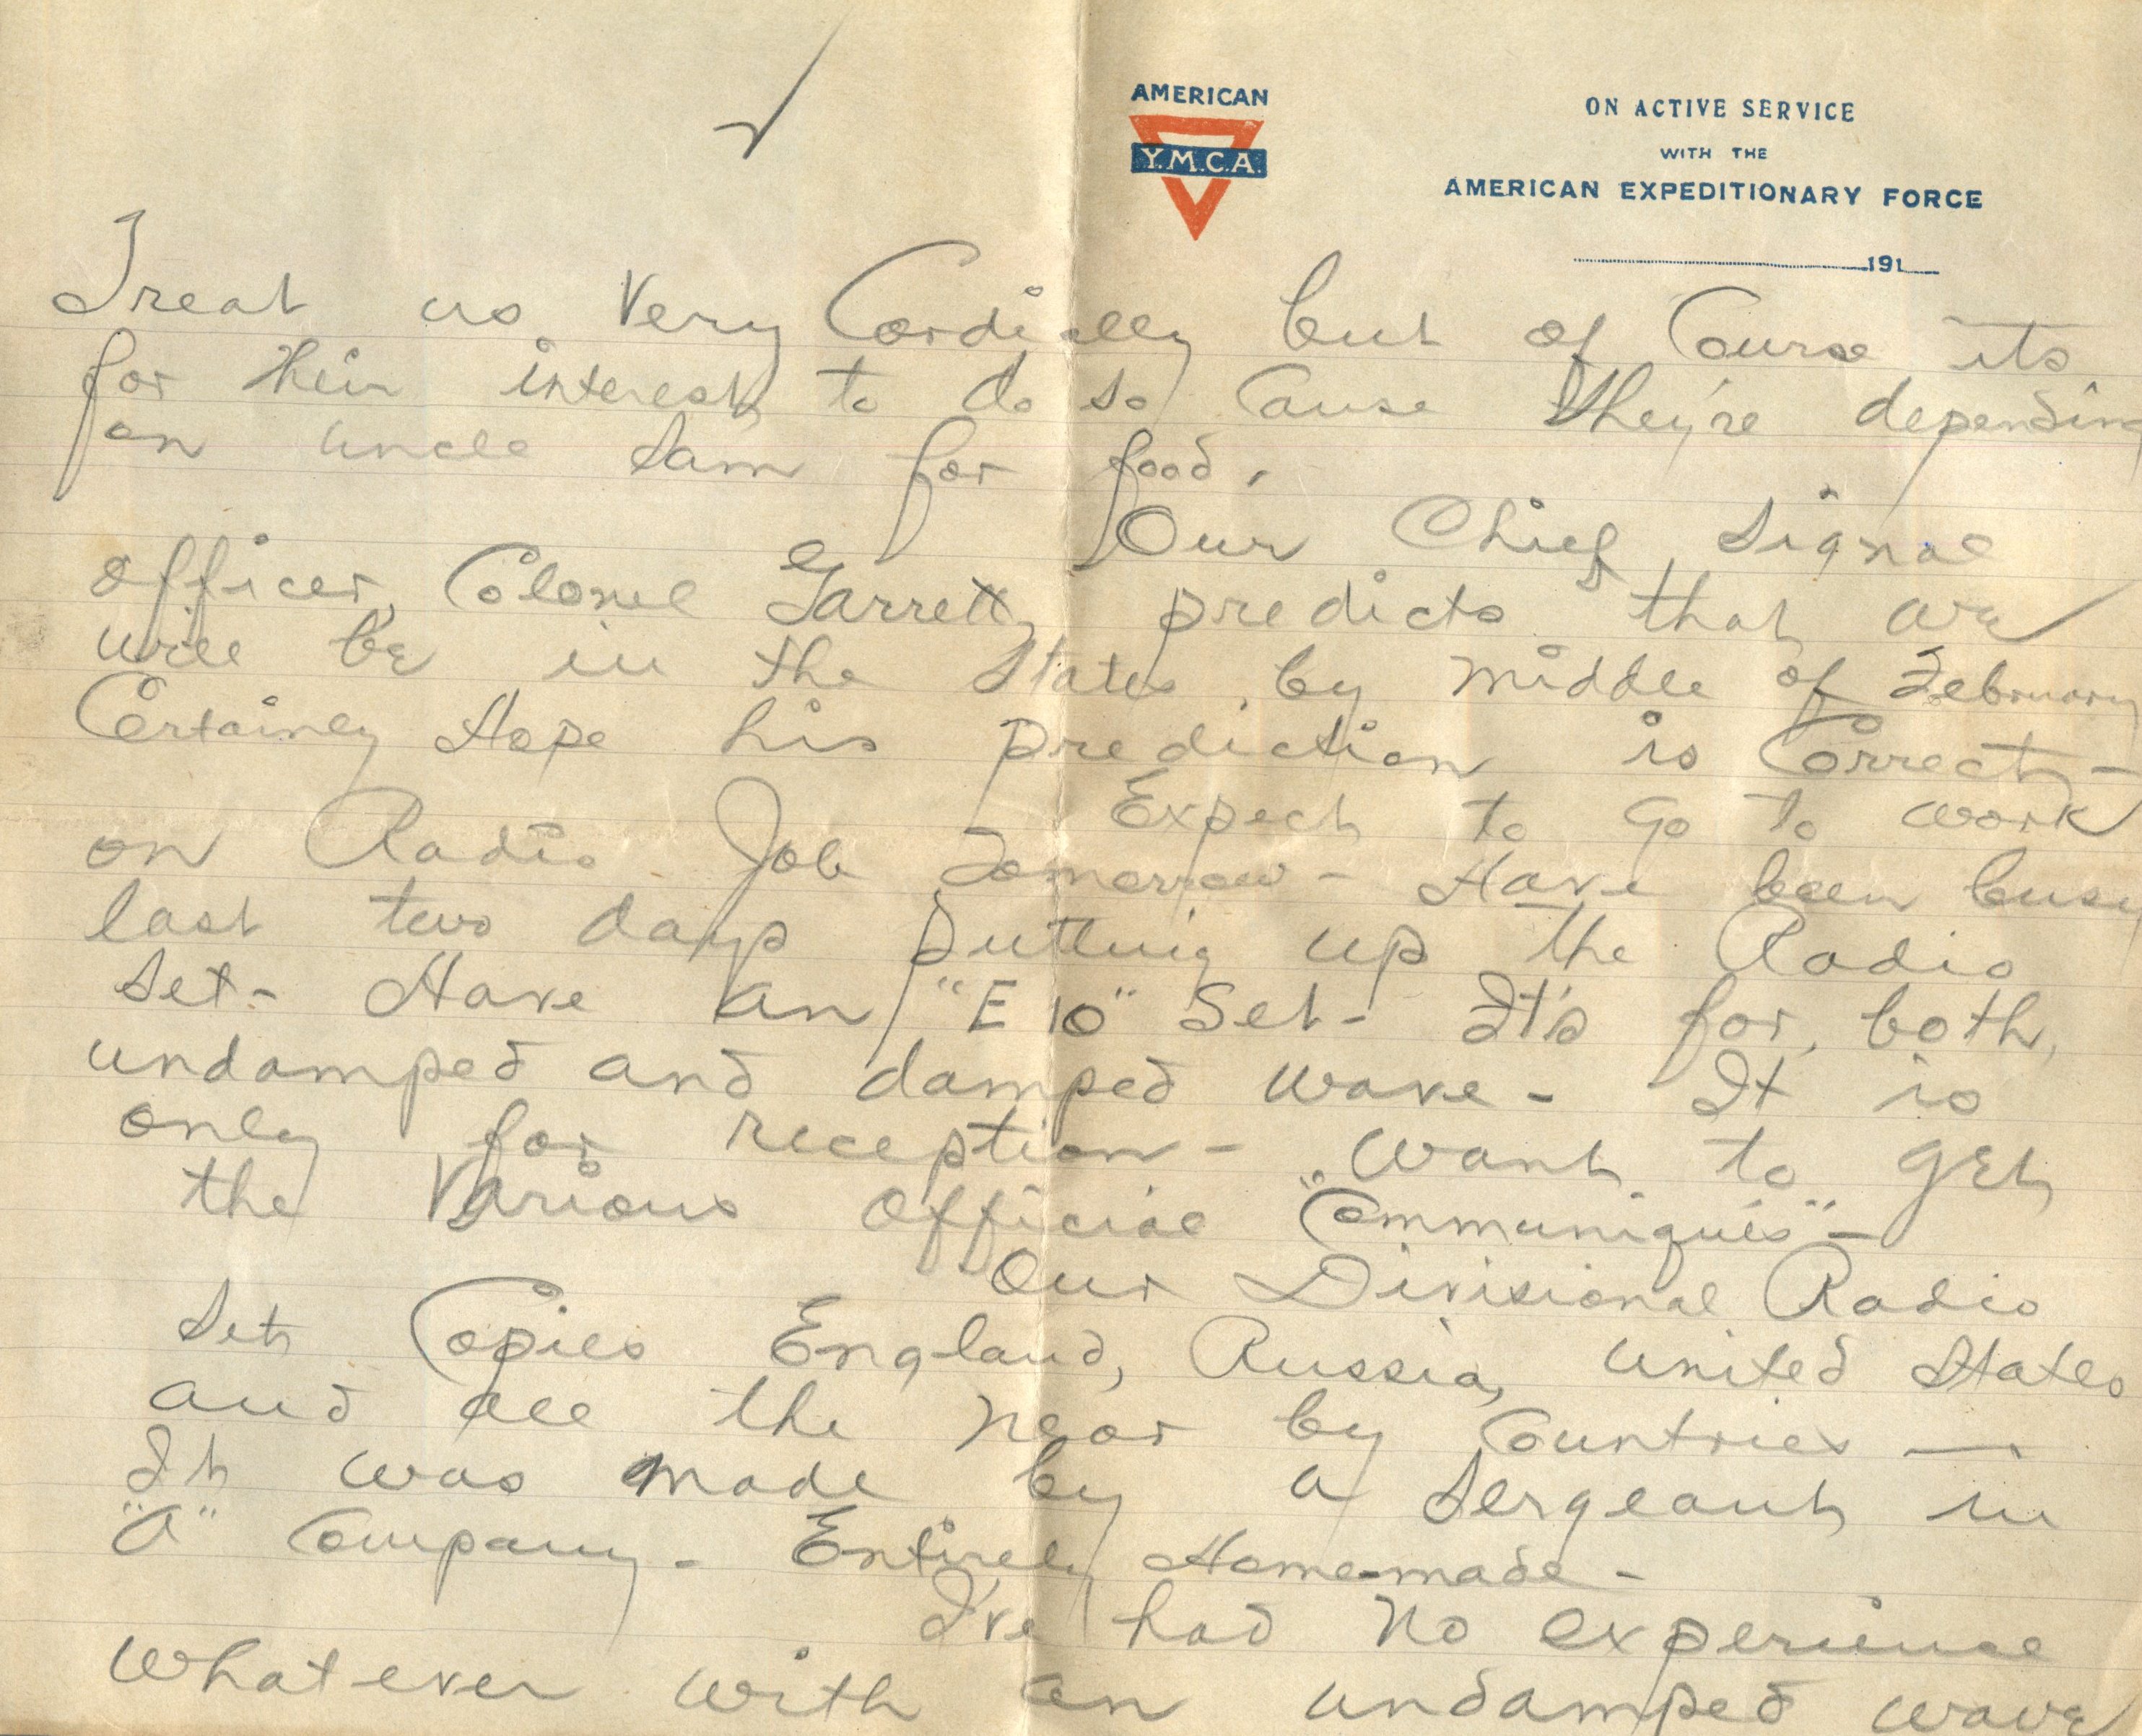 AMERICAN
Y.M.C.A.
ON ACTIVE SERVICE
WITH THE
AMERICAN EXPEDITIONARY FORCE
191
Treat us very Cordially but of Course its
for their interest to do so Cause they're depending
on uncle Sam for food.
Our Chief Signal
officer, Colonel Garrett, predicts that we
will be in the States by middle of February
Certainly Hope his prediction is Correct -
Expect to go to work
on Radio Job Tomorrow - Have been busy
last two days putting up the Radio
Set - Have an "E 10" Set - It's for both,
undamped and damped wave - It is
only for reception - Want to get
the various official "Communiqués" -
Our Divisional Radio
Set Copies England, Russia, United States
and all the near by Countries —
It was made by a Sergeant in
"A" Company - Entirely Home-made -
I've had no experience
whatever with an undamped wave